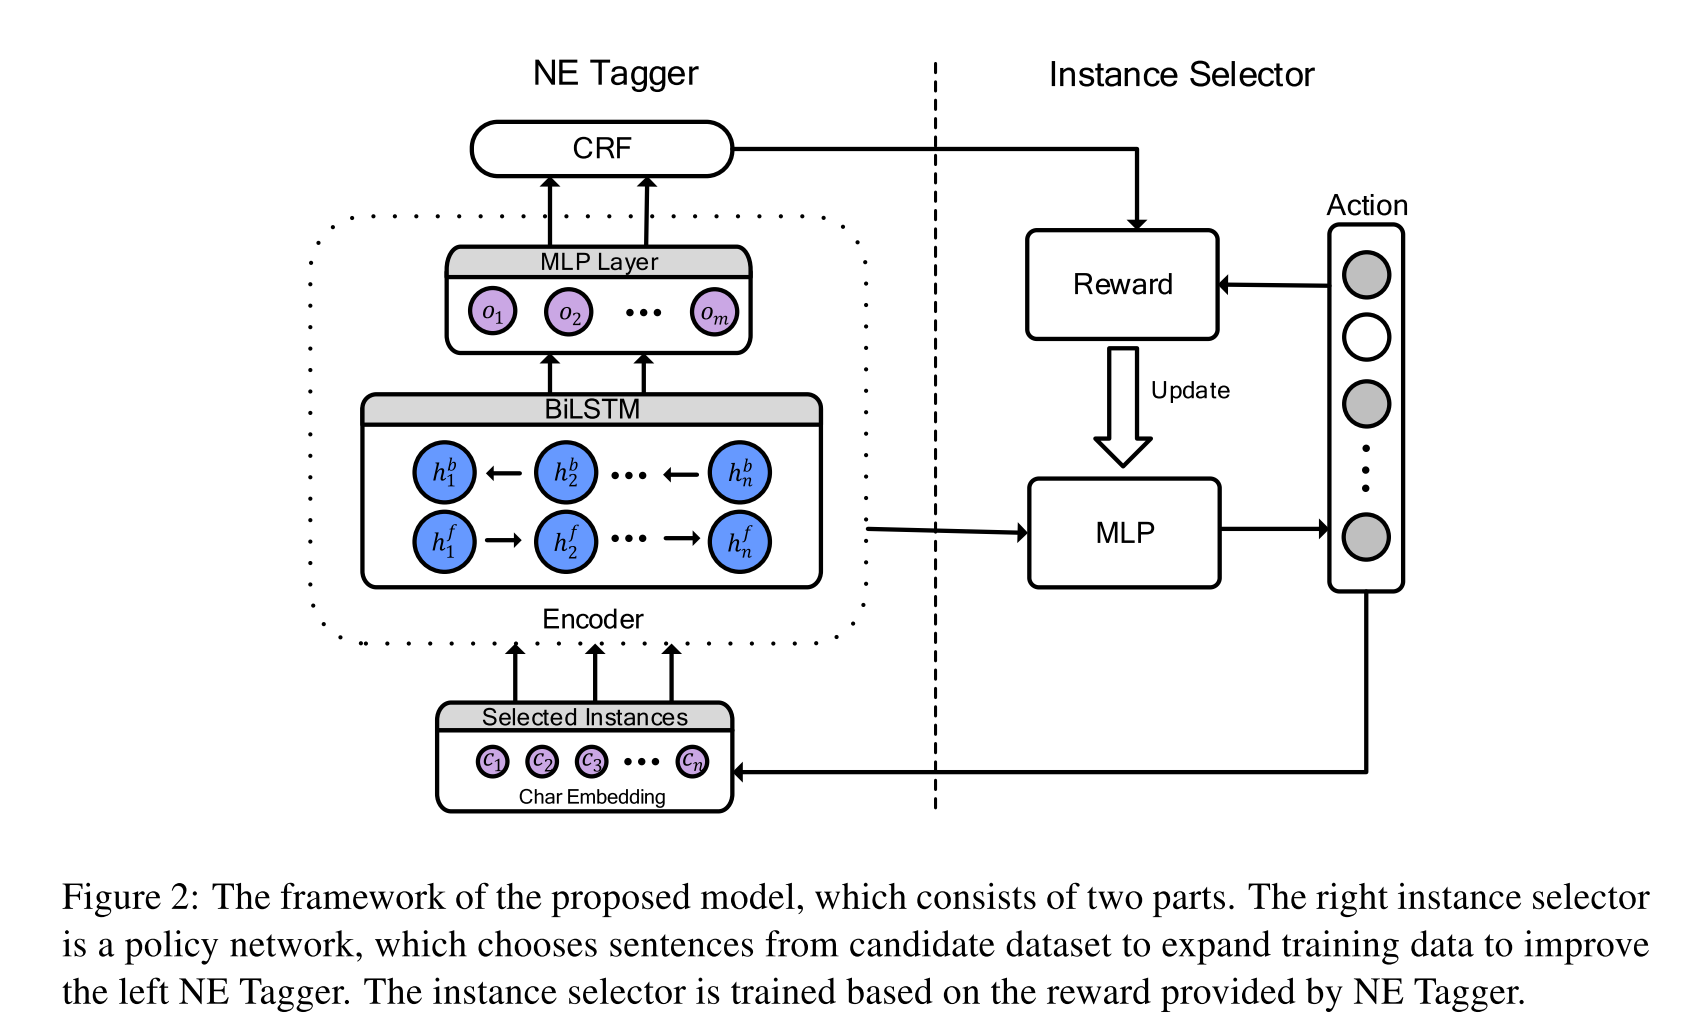 NE Tagger
Instance Selector
CRF
Action
MLP Layer
Reward
o₁ o₂ ••• oₘ
Update
BiLSTM
h₁ᵇ h₂ᵇ ••• hₙᵇ
h₁ᶠ h₂ᶠ ••• hₙᶠ
MLP
Encoder
Selected Instances
c₁ c₂ c₃ ••• cₙ
Char Embedding
Figure 2: The framework of the proposed model, which consists of two parts. The right instance selector
is a policy network, which chooses sentences from candidate dataset to expand training data to improve
the left NE Tagger. The instance selector is trained based on the reward provided by NE Tagger.